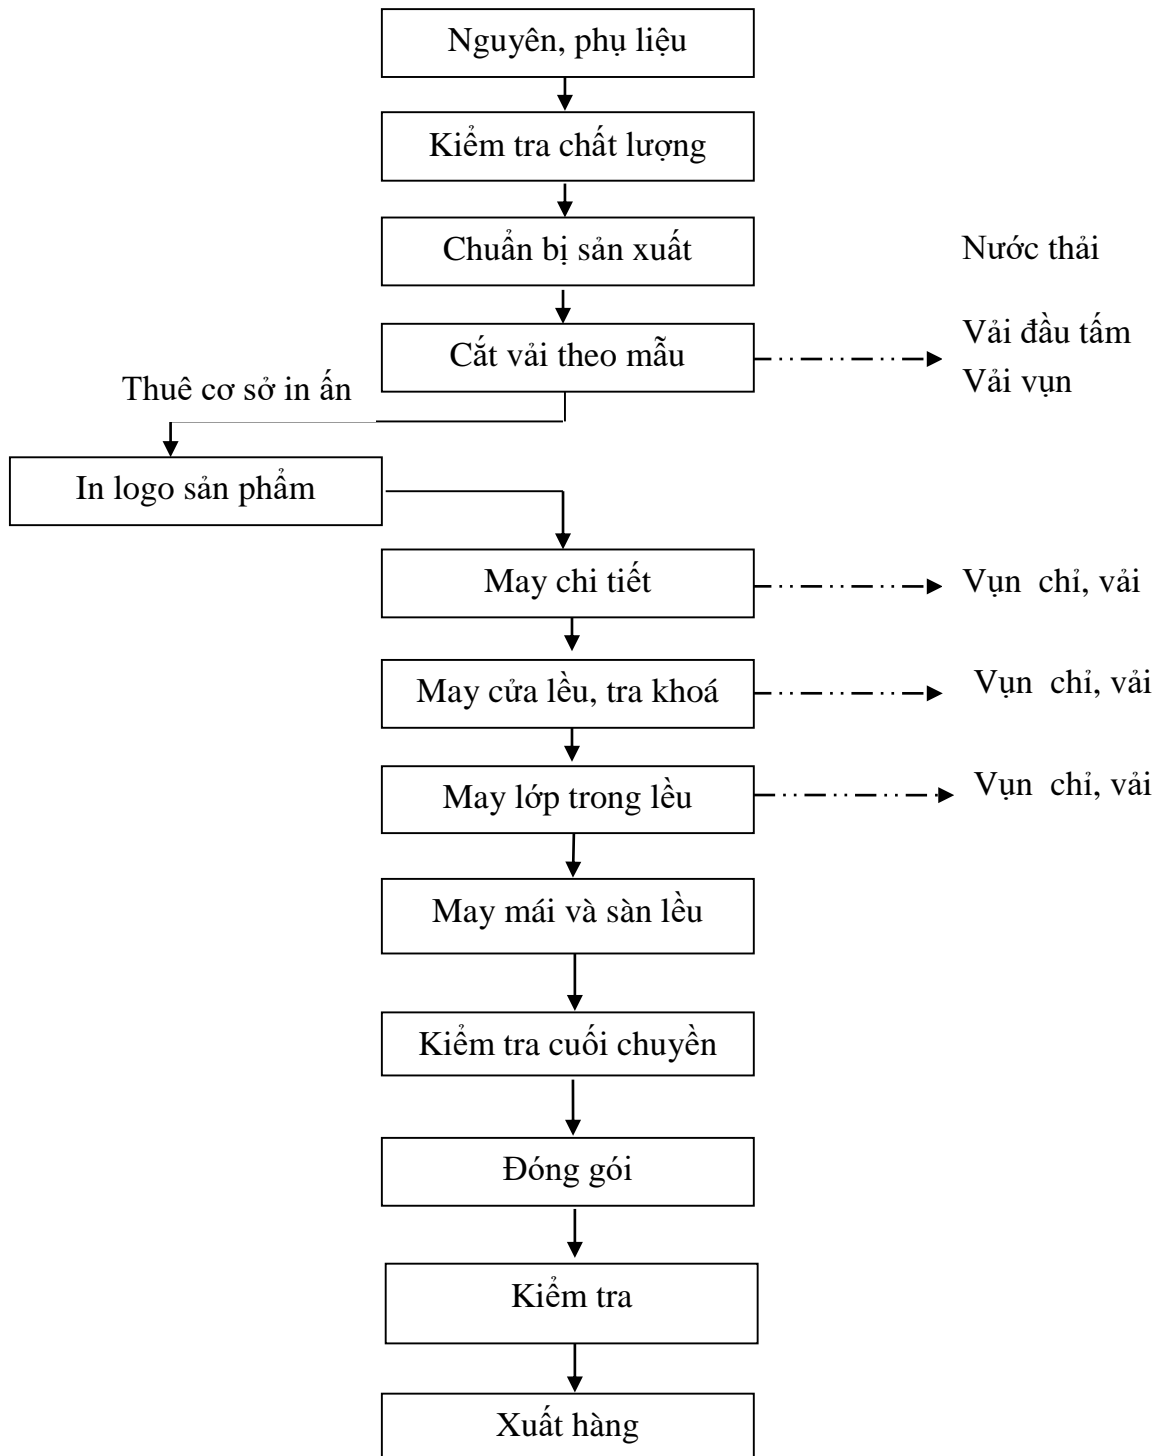 Nguyên, phụ liệu
Kiểm tra chất lượng
Chuẩn bị sản xuất
Nước thải
Cắt vải theo mẫu
Vải đầu tấm
Vải vụn
Thuê cơ sở in ấn
In logo sản phẩm
May chi tiết
Vụn chỉ, vải
May cửa lều, tra khoá
Vụn chỉ, vải
May lớp trong lều
Vụn chỉ, vải
May mái và sàn lều
Kiểm tra cuối chuyền
Đóng gói
Kiểm tra
Xuất hàng